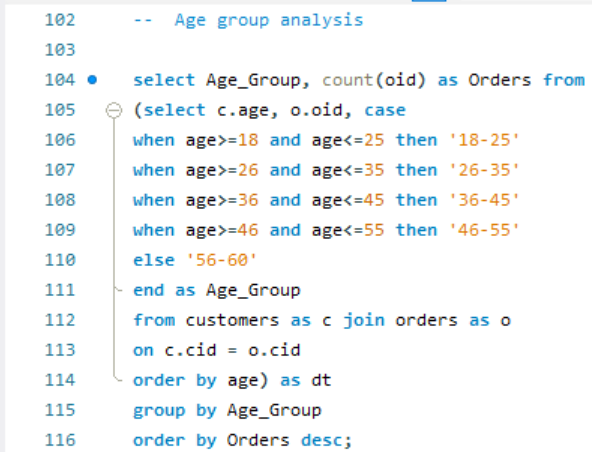 102 -- Age group analysis
103
104 select Age_Group, count(oid) as Orders from
105 (select c.age, o.oid, case
106 when age>=18 and age<=25 then '18-25'
107 when age>=26 and age<=35 then '26-35'
108 when age>=36 and age<=45 then '36-45'
109 when age>=46 and age<=55 then '46-55'
110 else '56-60'
111 end as Age_Group
112 from customers as c join orders as o
113 on c.cid = o.cid
114 order by age) as dt
115 group by Age_Group
116 order by Orders desc;